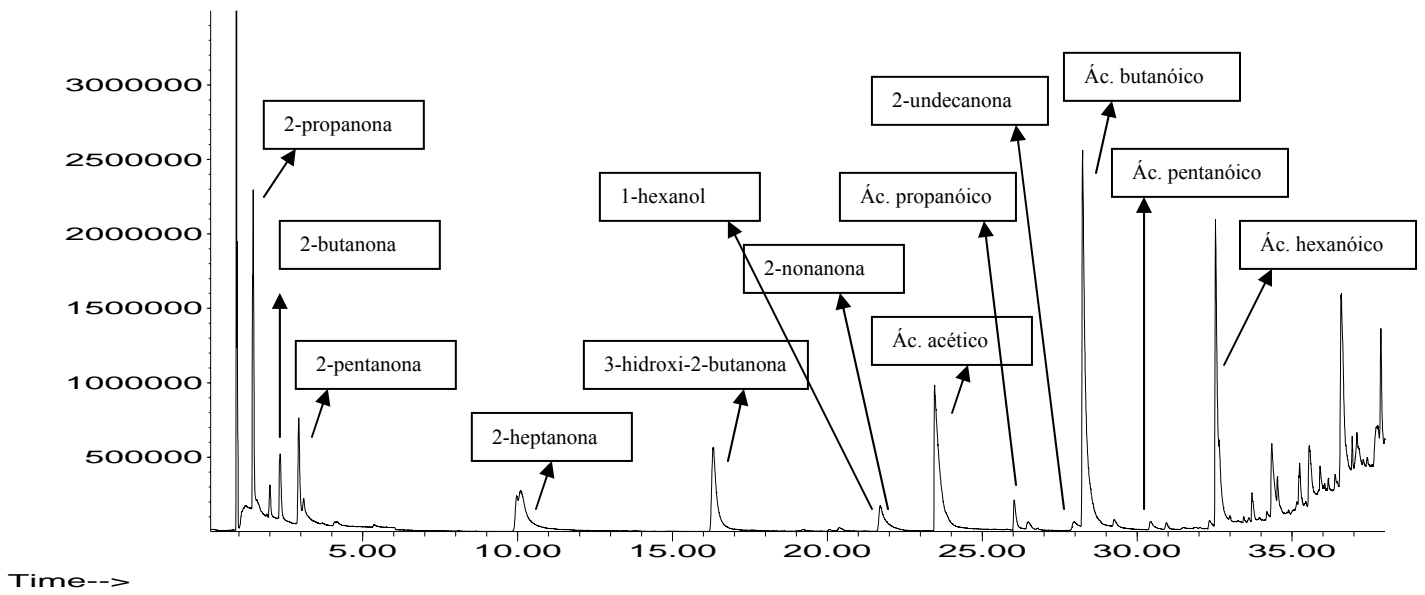 Ác. butanóico
2-undecanona
3000000
2-propanona
2500000
Ác. pentanóico
1-hexanol
Ác. propanóico
2000000
2-butanona
Ác. hexanóico
2-nonanona
1500000
Ác. acético
2-pentanona
3-hidroxi-2-butanona
1000000
2-heptanona
500000
5.00 10.00 15.00 20.00 25.00 30.00 35.00
Time-->